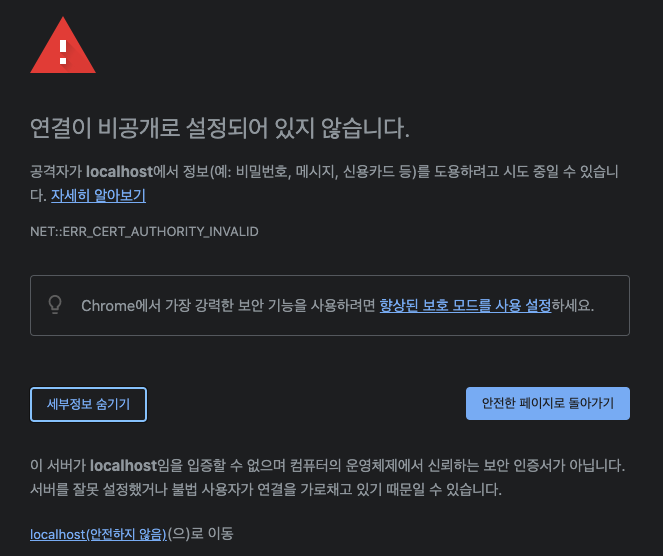 연결이 비공개로 설정되어 있지 않습니다.
공격자가 localhost에서 정보(예: 비밀번호, 메시지, 신용카드 등)를 도용하려고 시도 중일 수 있습니
다. 자세히 알아보기
NET::ERR_CERT_AUTHORITY_INVALID
Chrome에서 가장 강력한 보안 기능을 사용하려면 향상된 보호 모드를 사용 설정하세요.
세부정보 숨기기
안전한 페이지로 돌아가기
이 서버가 localhost임을 입증할 수 없으며 컴퓨터의 운영체제에서 신뢰하는 보안 인증서가 아닙니다.
서버를 잘못 설정했거나 불법 사용자가 연결을 가로채고 있기 때문일 수 있습니다.
localhost(안전하지 않음)(으)로 이동